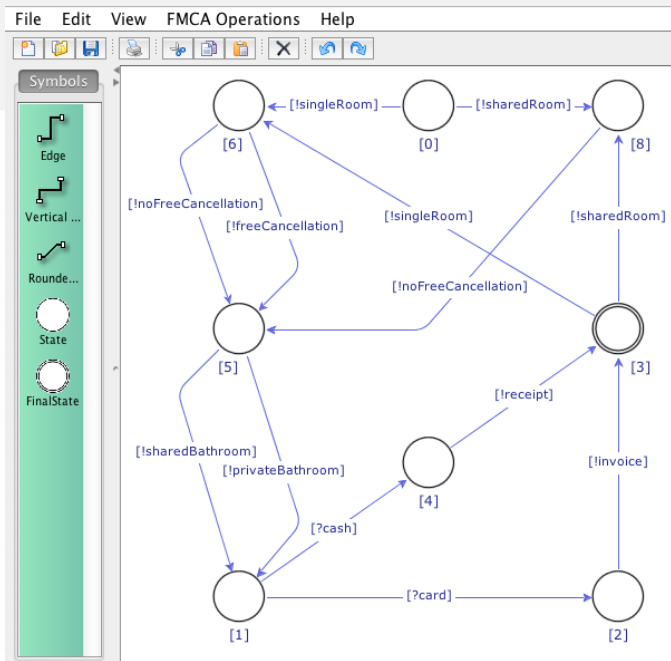 File Edit View FMCA Operations Help
Symbols
Edge
Vertical ...
Rounde...
State
FinalState
[!singleRoom]
[!sharedRoom]
[6]
[0]
[8]
[!noFreeCancellation]
[!freeCancellation]
[!singleRoom]
[!sharedRoom]
[!noFreeCancellation]
[5]
[3]
[!receipt]
[!sharedBathroom]
[!privateBathroom]
[!invoice]
[4]
[?cash]
[?card]
[1]
[2]